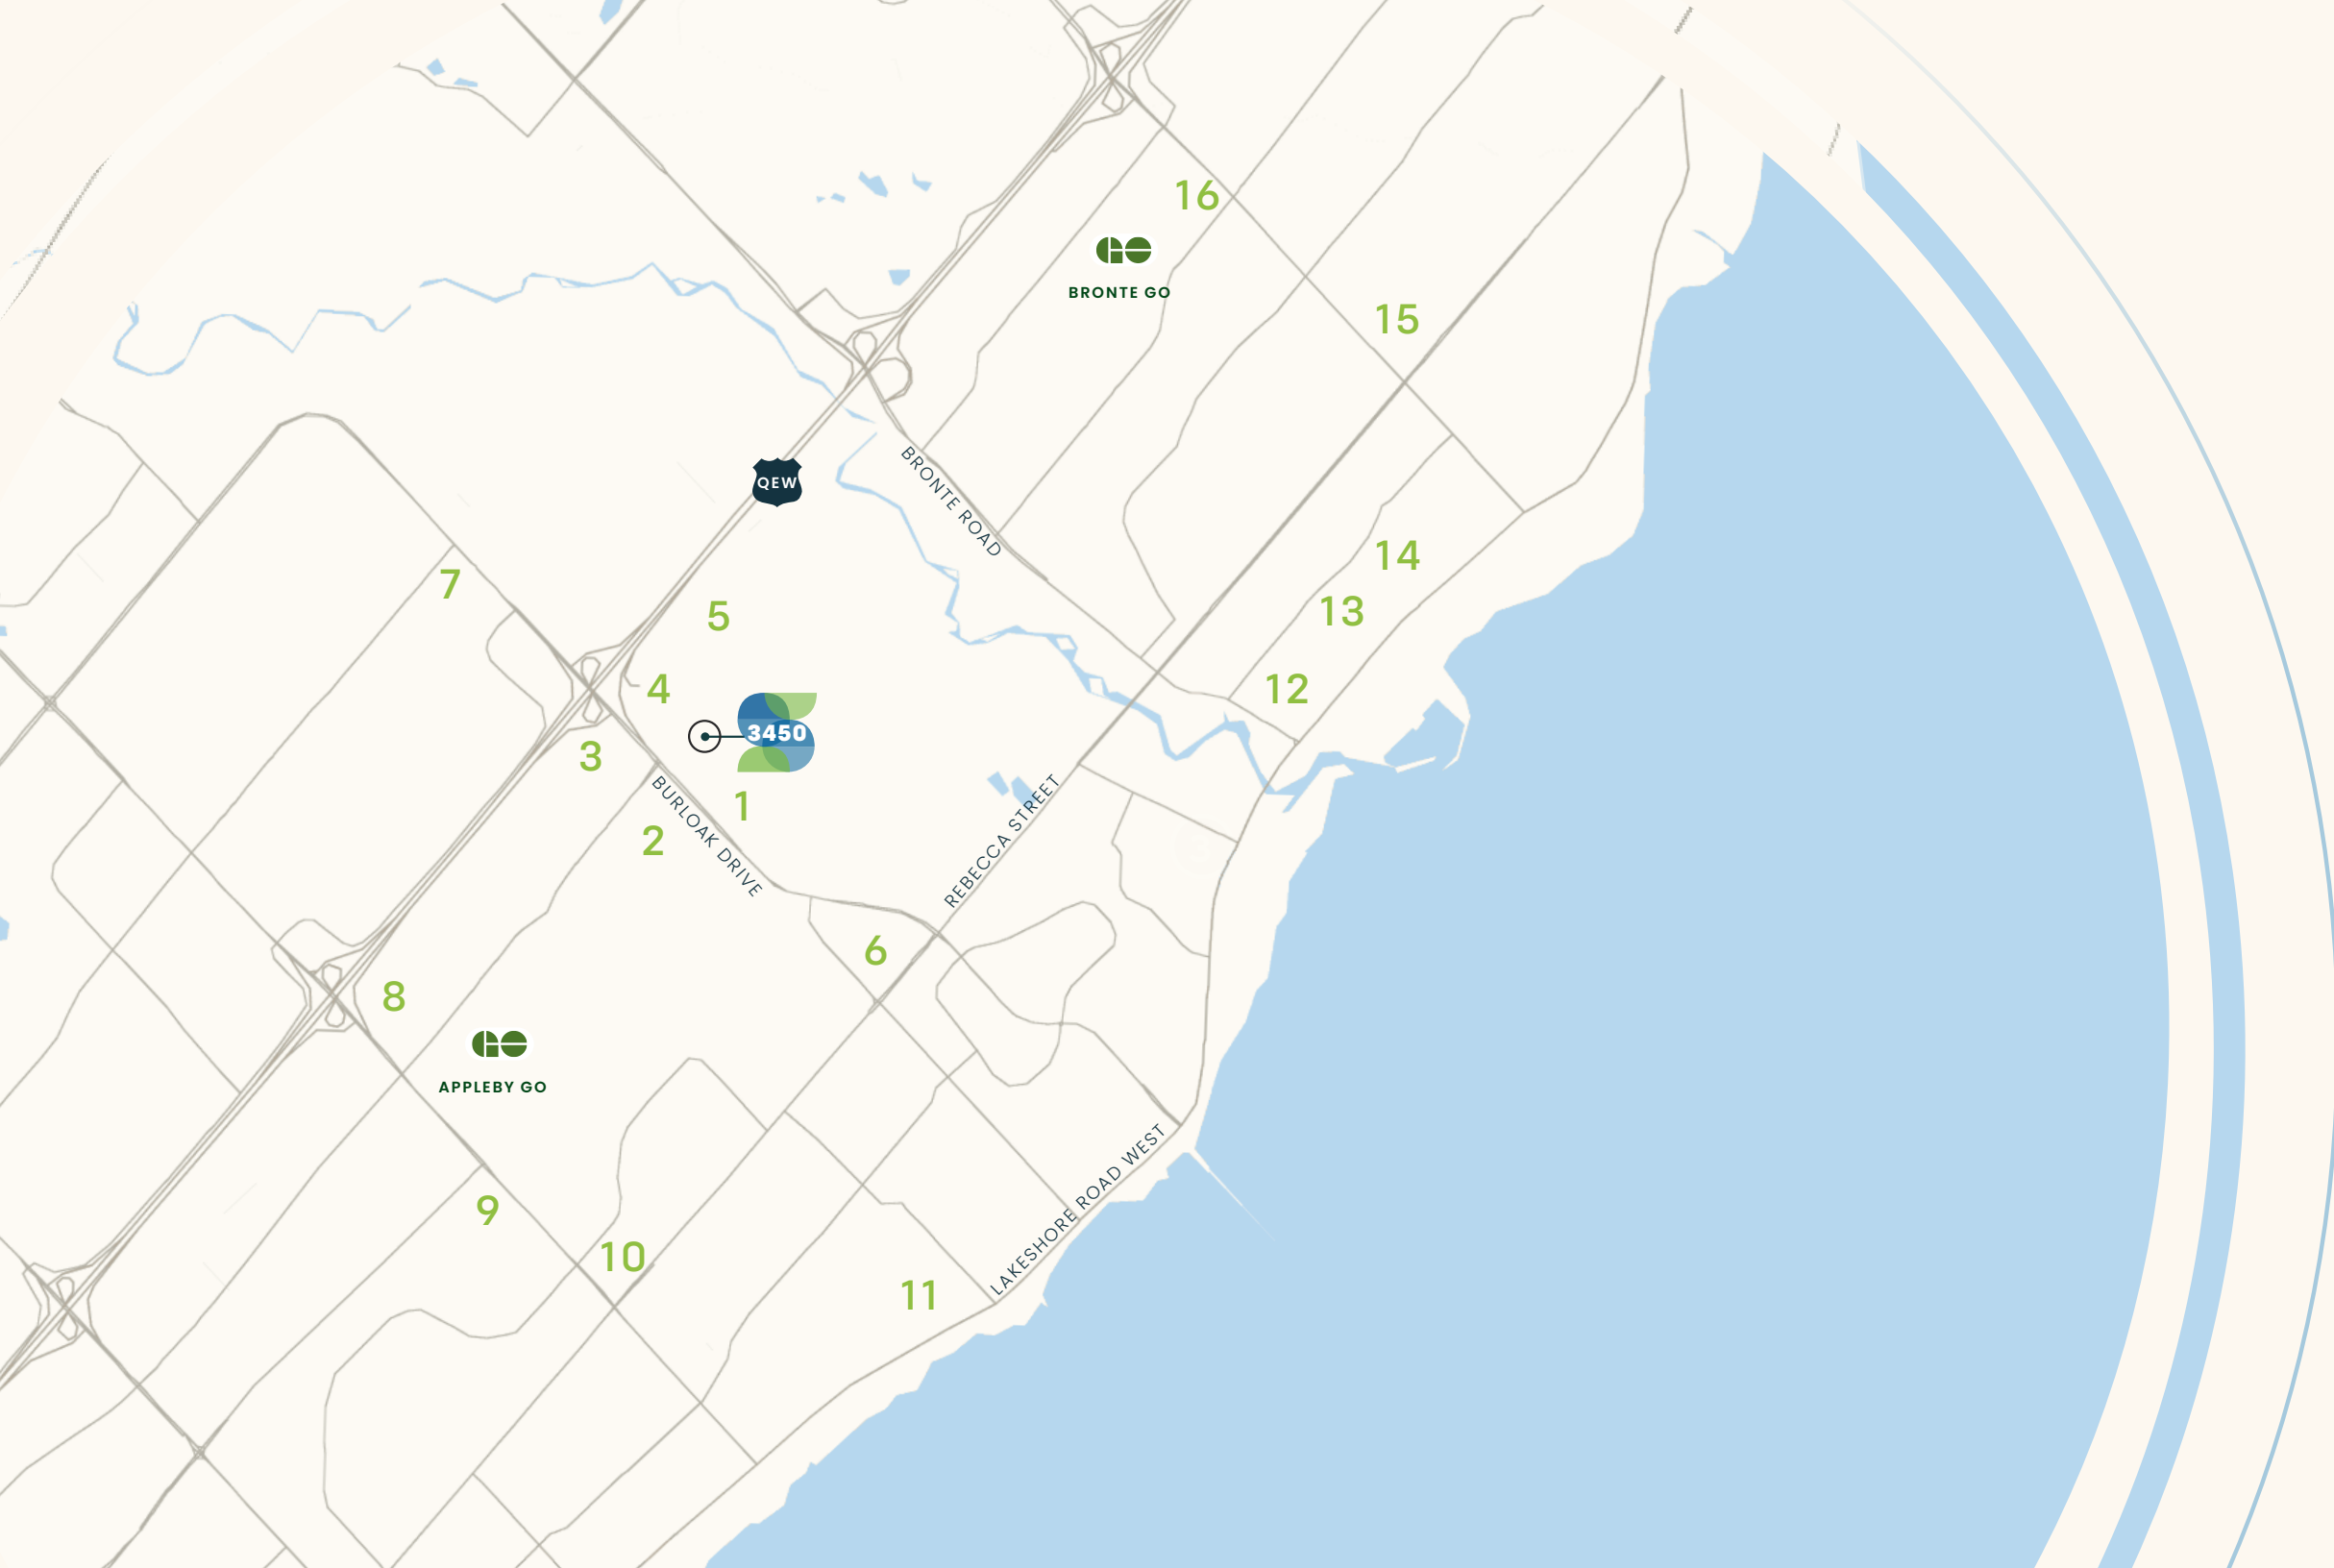 16
BRONTE GO
15
QEW
BRONTE ROAD
14
7
13
5
12
4
3450
3
1
BURLOAK DRIVE
REBECCA STREET
2
6
8
APPLEBY GO
LAKESHORE ROAD WEST
9
10
11